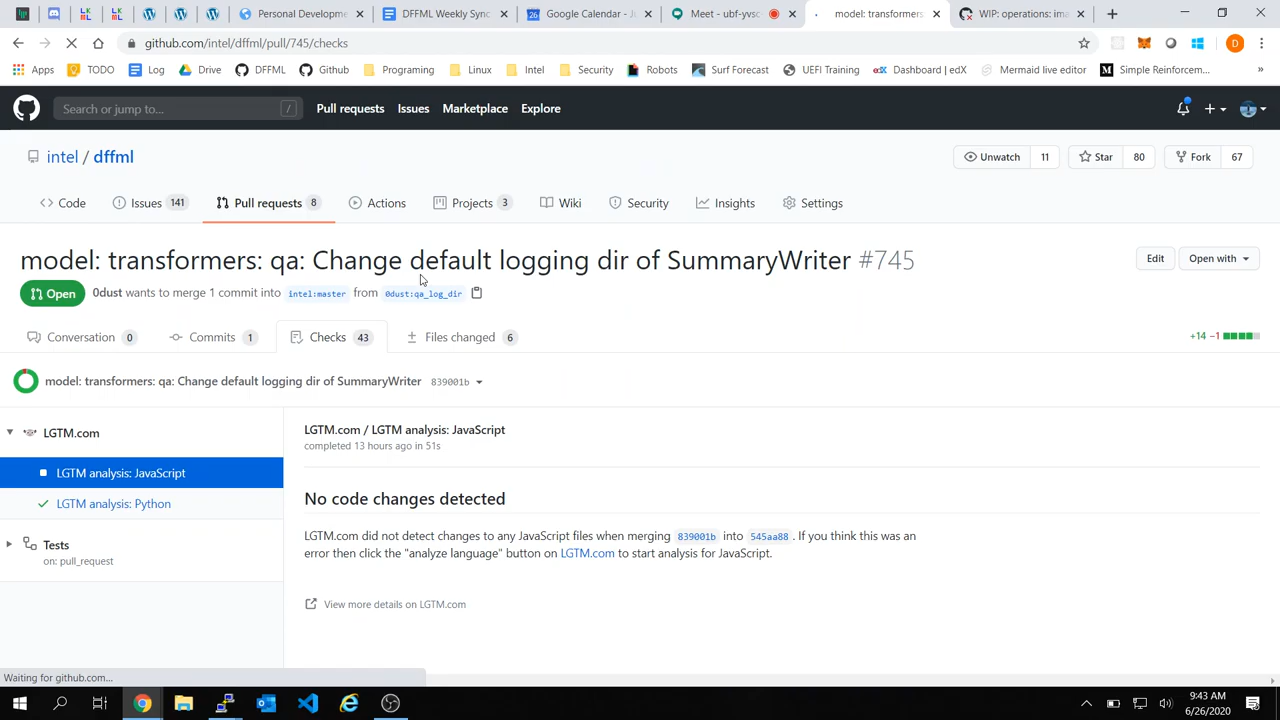 Personal Developme
DFFML Weekly Sync
Google Calendar - Ju
Meet - ubf-yvsc
model: transformers
WIP: operations: ima
github.com/intel/dffml/pull/745/checks
Apps
TODO
Log
Drive
DFFML
Github
Programing
Linux
Intel
Security
Robots
Surf Forecast
UEFI Training
Dashboard | edX
Mermaid live editor
Simple Reinforcem...
Search or jump to...
/
Pull requests
Issues
Marketplace
Explore
intel / dffml
Unwatch 11
Star 80
Fork 67
Code
Issues 141
Pull requests 8
Actions
Projects 3
Wiki
Security
Insights
Settings
model: transformers: qa: Change default logging dir of SummaryWriter #745
Edit
Open with
Open
0dust wants to merge 1 commit into intel:master from 0dust:qa_log_dir
Conversation 0
Commits 1
Checks 43
Files changed 6
+14 −1
model: transformers: qa: Change default logging dir of SummaryWriter 839001b
LGTM.com
LGTM analysis: JavaScript
LGTM analysis: Python
Tests
on: pull_request
LGTM.com / LGTM analysis: JavaScript
completed 13 hours ago in 51s
No code changes detected
LGTM.com did not detect changes to any JavaScript files when merging 839001b into 545aa88 . If you think this was an
error then click the "analyze language" button on LGTM.com to start analysis for JavaScript.
View more details on LGTM.com
Waiting for github.com...
9:43 AM
6/26/2020